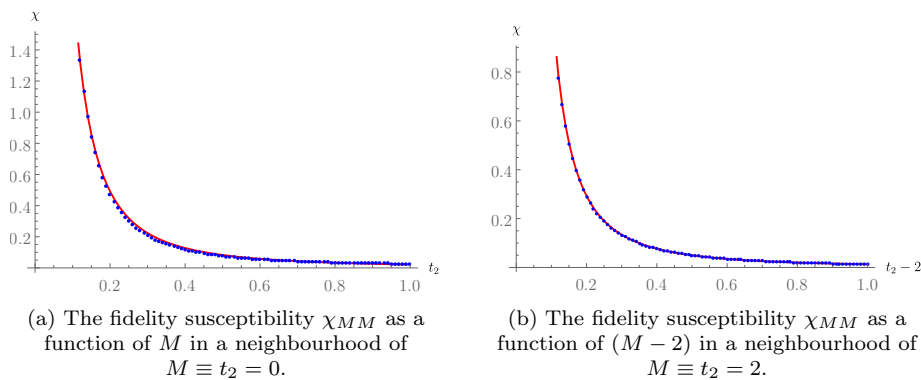 χ
1.4
1.2
1.0
0.8
0.6
0.4
0.2
0.2 0.4 0.6 0.8 1.0
t₂
(a) The fidelity susceptibility χ_MM as a
function of M in a neighbourhood of
M ≡ t₂ = 0.
χ
0.8
0.6
0.4
0.2
0.2 0.4 0.6 0.8 1.0
t₂ − 2
(b) The fidelity susceptibility χ_MM as a
function of (M − 2) in a neighbourhood of
M ≡ t₂ = 2.